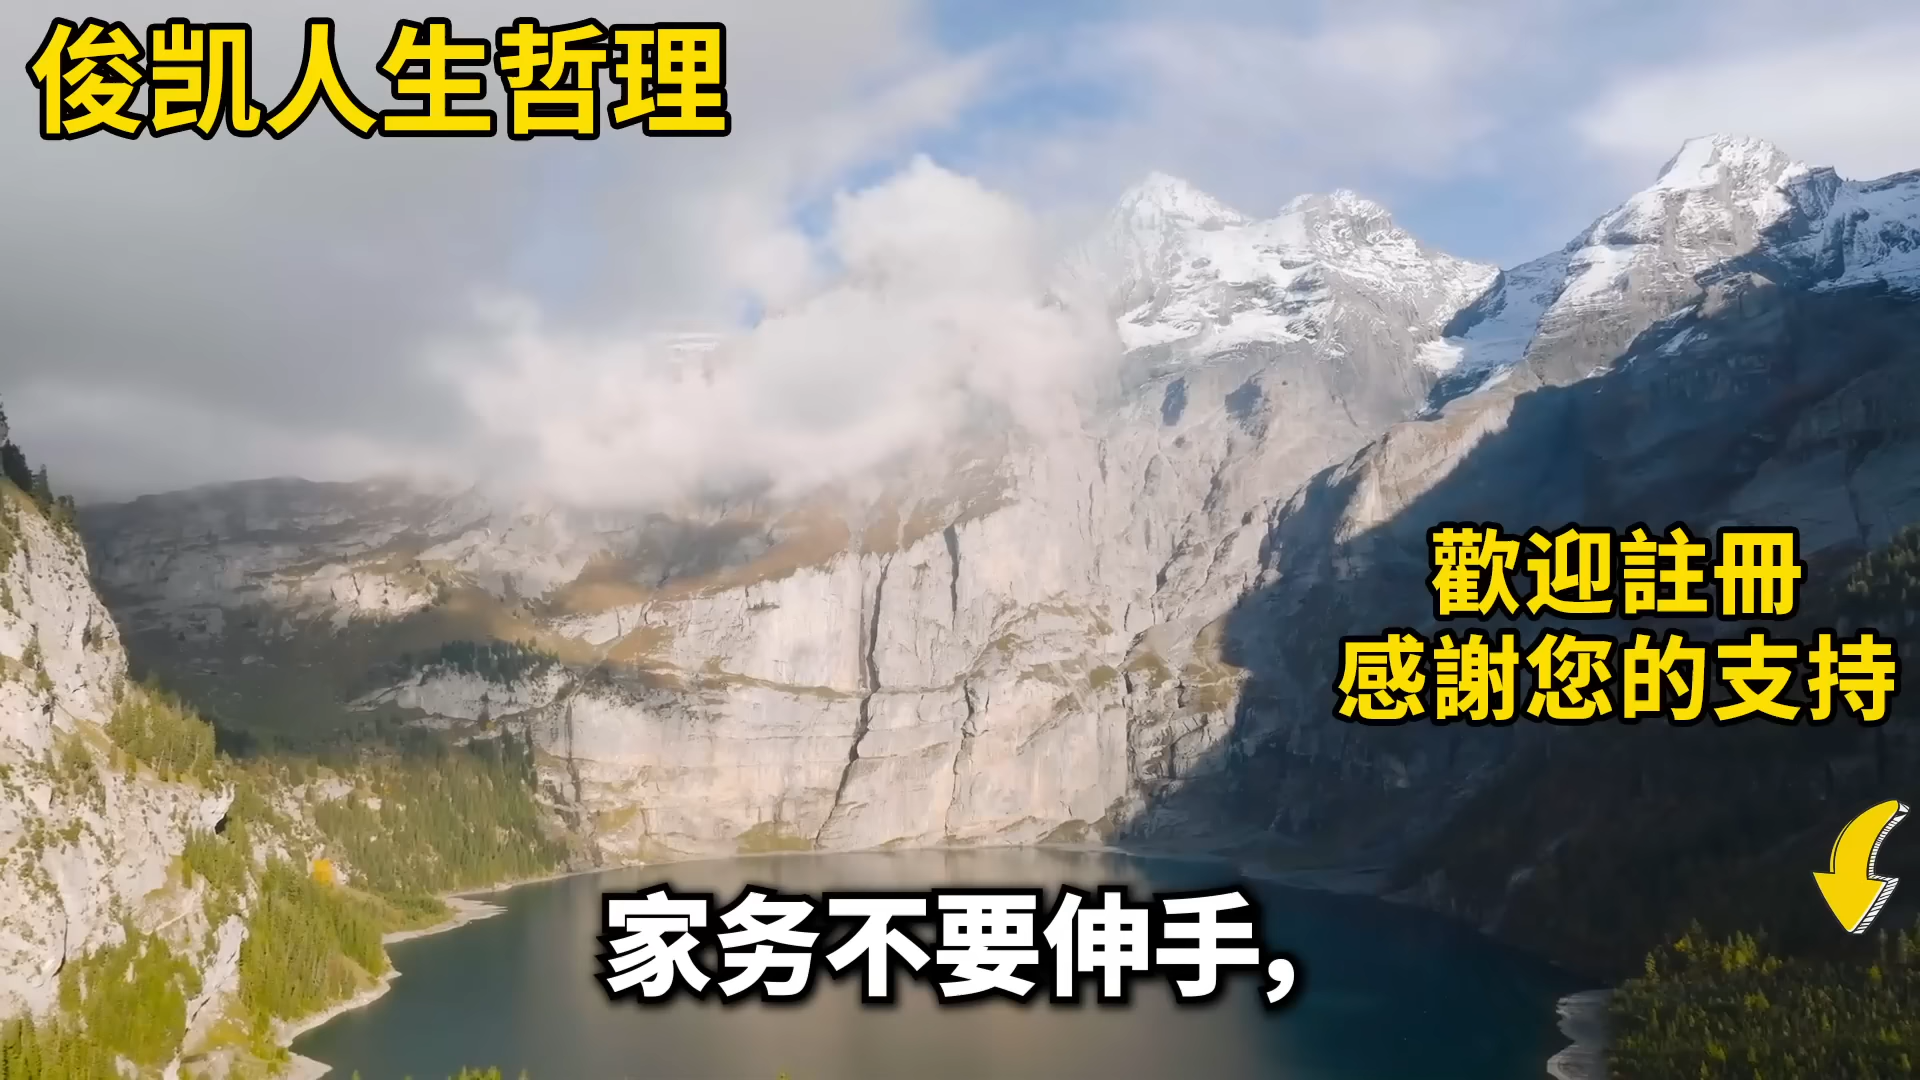 俊凯人生哲理
歡迎註冊
感謝您的支持
家务不要伸手,